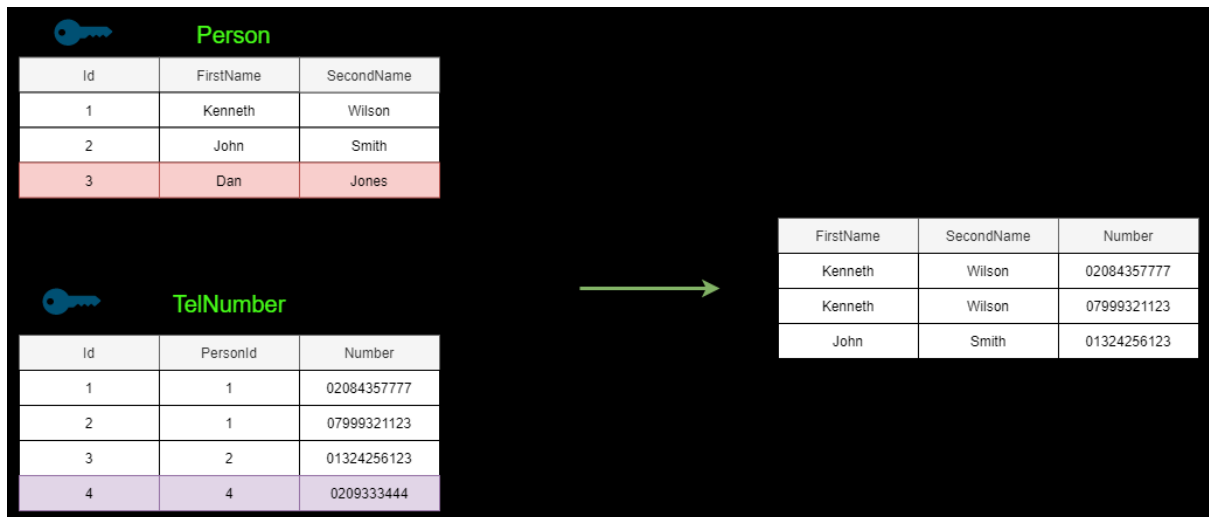 Person
Id FirstName SecondName
1 Kenneth Wilson
2 John Smith
3 Dan Jones
TelNumber
Id PersonId Number
1 1 02084357777
2 1 07999321123
3 2 01324256123
4 4 0209333444
FirstName SecondName Number
Kenneth Wilson 02084357777
Kenneth Wilson 07999321123
John Smith 01324256123